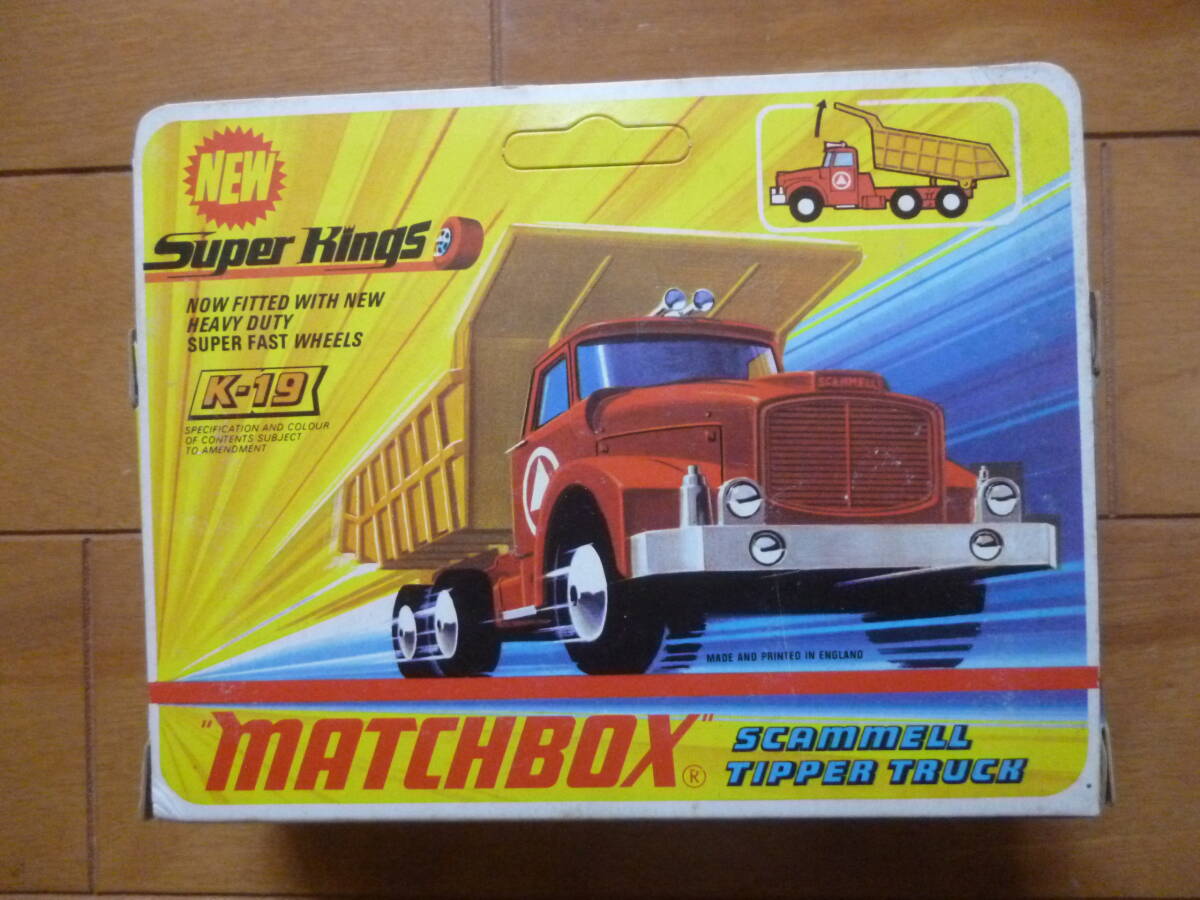 NEW
Super Kings
NOW FITTED WITH NEW
HEAVY DUTY
SUPER FAST WHEELS
K-19
SPECIFICATION AND COLOUR
OF CONTENTS SUBJECT
TO AMENDMENT
SCAMMELL
MADE AND PRINTED IN ENGLAND
"MATCHBOX"®
SCAMMELL
TIPPER TRUCK